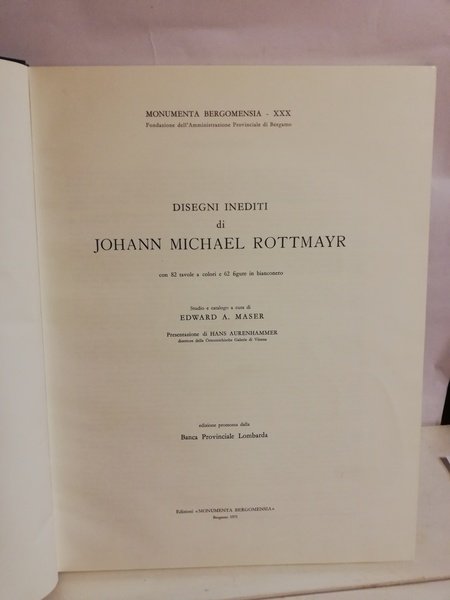 MONUMENTA BERGOMENSIA - XXX
Fondazione dell'Amministrazione Provinciale di Bergamo
DISEGNI INEDITI
di
JOHANN MICHAEL ROTTMAYR
con 82 tavole a colori e 62 figure in bianconero
Studio e catalogo a cura di
EDWARD A. MASER
Presentazione di HANS AURENHAMMER
direttore della Österreichische Galerie di Vienna
edizione promossa dalla
Banca Provinciale Lombarda
Edizioni «MONUMENTA BERGOMENSIA»
Bergamo 1971